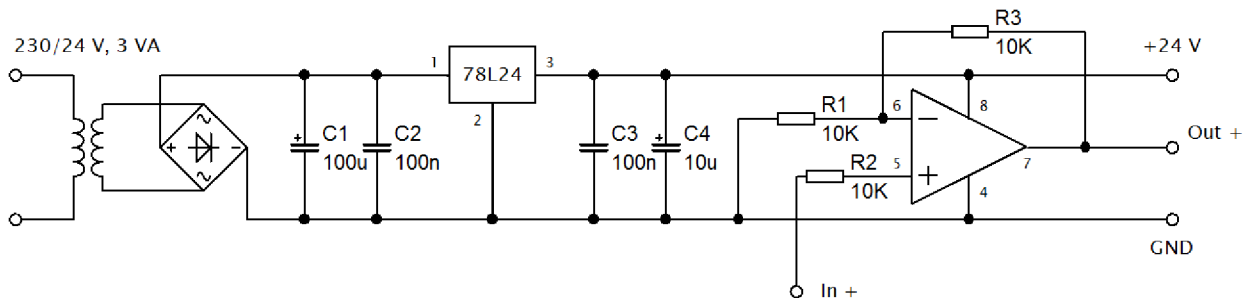 230/24 V, 3 VA
1
78L24
3
2
C1
100u
C2
100n
C3
100n
C4
10u
R1
10K
R2
10K
R3
10K
6
5
8
4
7
+24 V
Out +
GND
In +